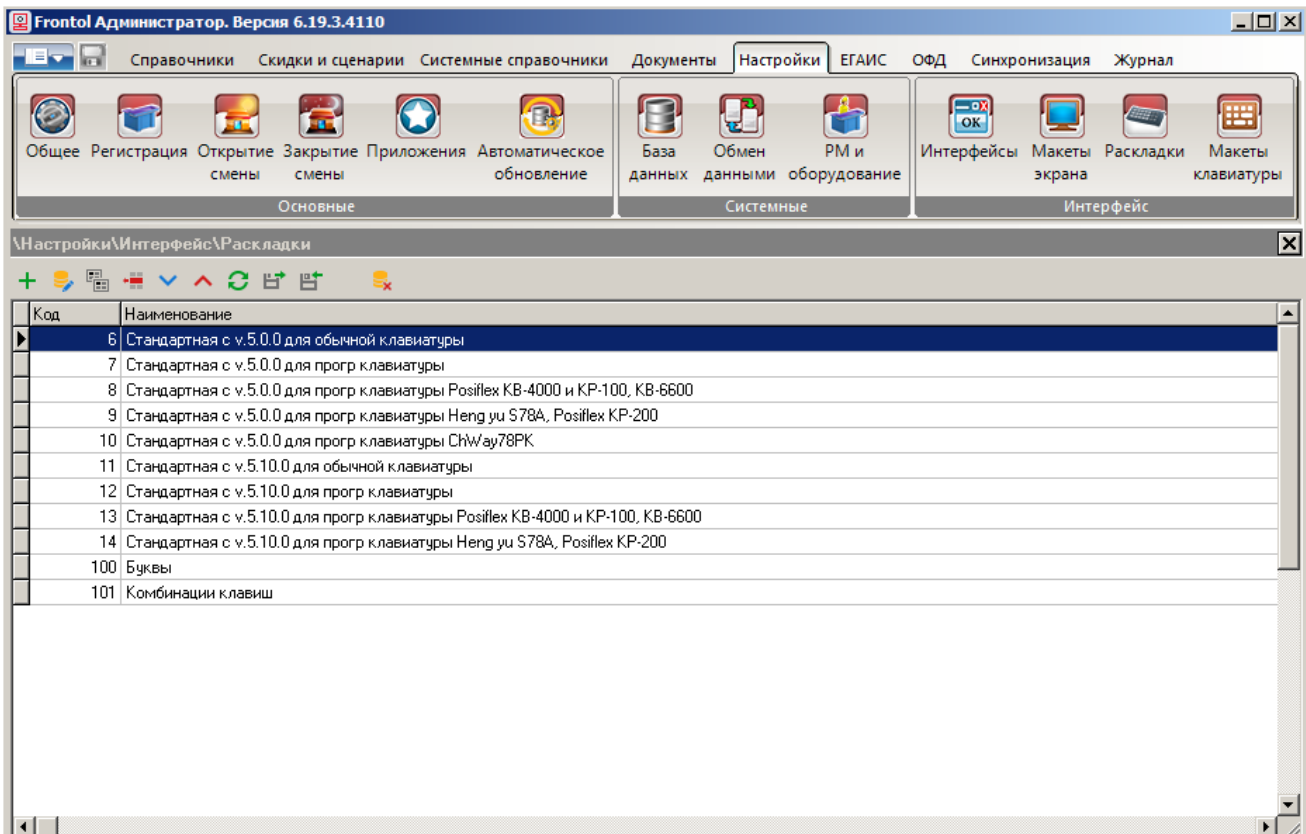 Frontol Администратор. Версия 6.19.3.4110
Справочники Скидки и сценарии Системные справочники Документы Настройки ЕГАИС ОФД Синхронизация Журнал
OX
OK
Общее Регистрация Открытие смены Закрытие смены Приложения Автоматическое обновление База данных Обмен данными РМ и оборудование Интерфейсы Макеты экрана Раскладки Макеты клавиатуры
Основные Системные Интерфейс
\Настройки\Интерфейс\Раскладки
Код Наименование
6 Стандартная с v.5.0.0 для обычной клавиатуры
7 Стандартная с v.5.0.0 для прогр клавиатуры
8 Стандартная с v.5.0.0 для прогр клавиатуры Posiflex KB-4000 и KP-100, KB-6600
9 Стандартная с v.5.0.0 для прогр клавиатуры Heng yu S78A, Posiflex KP-200
10 Стандартная с v.5.0.0 для прогр клавиатуры ChWay78PK
11 Стандартная с v.5.10.0 для обычной клавиатуры
12 Стандартная с v.5.10.0 для прогр клавиатуры
13 Стандартная с v.5.10.0 для прогр клавиатуры Posiflex KB-4000 и KP-100, KB-6600
14 Стандартная с v.5.10.0 для прогр клавиатуры Heng yu S78A, Posiflex KP-200
100 Буквы
101 Комбинации клавиш